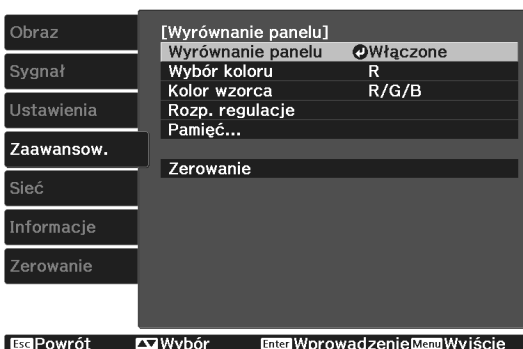 Obraz
Sygnał
Ustawienia
Zaawansow.
Sieć
Informacje
Zerowanie
[Wyrównanie panelu]
Wyrównanie panelu Włączone
Wybór koloru R
Kolor wzorca R/G/B
Rozp. regulacje
Pamięć...
Zerowanie
Esc Powrót Wybór Enter Wprowadzenie Menu Wyjście